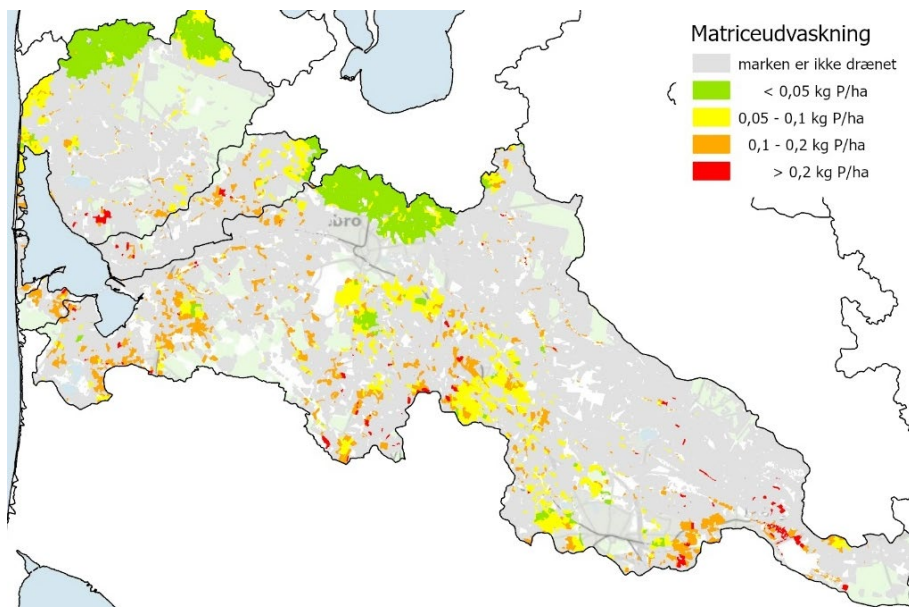 Matriceudvaskning
marken er ikke drænet
< 0,05 kg P/ha
0,05 - 0,1 kg P/ha
0,1 - 0,2 kg P/ha
> 0,2 kg P/ha
.bro